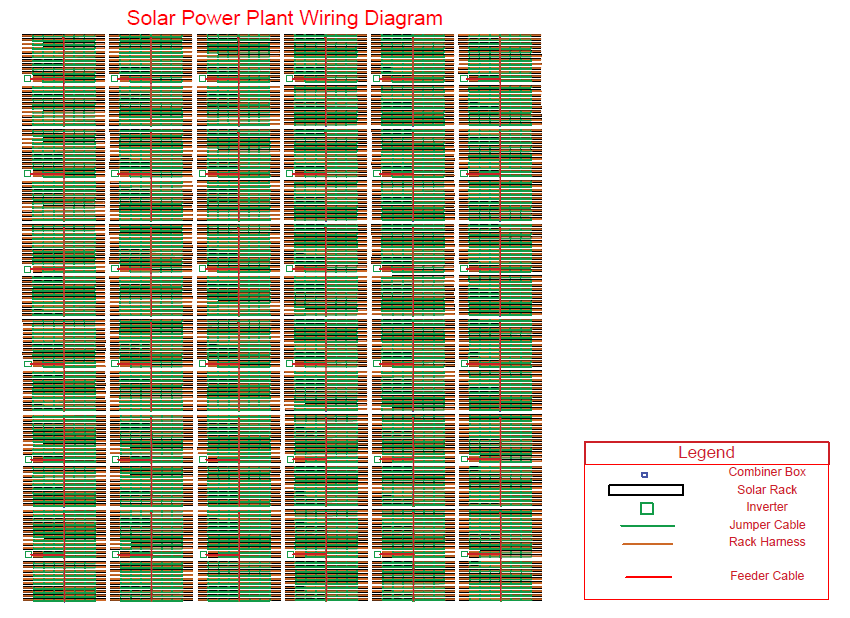 Solar Power Plant Wiring Diagram
Legend
Combiner Box
Solar Rack
Inverter
Jumper Cable
Rack Harness
Feeder Cable